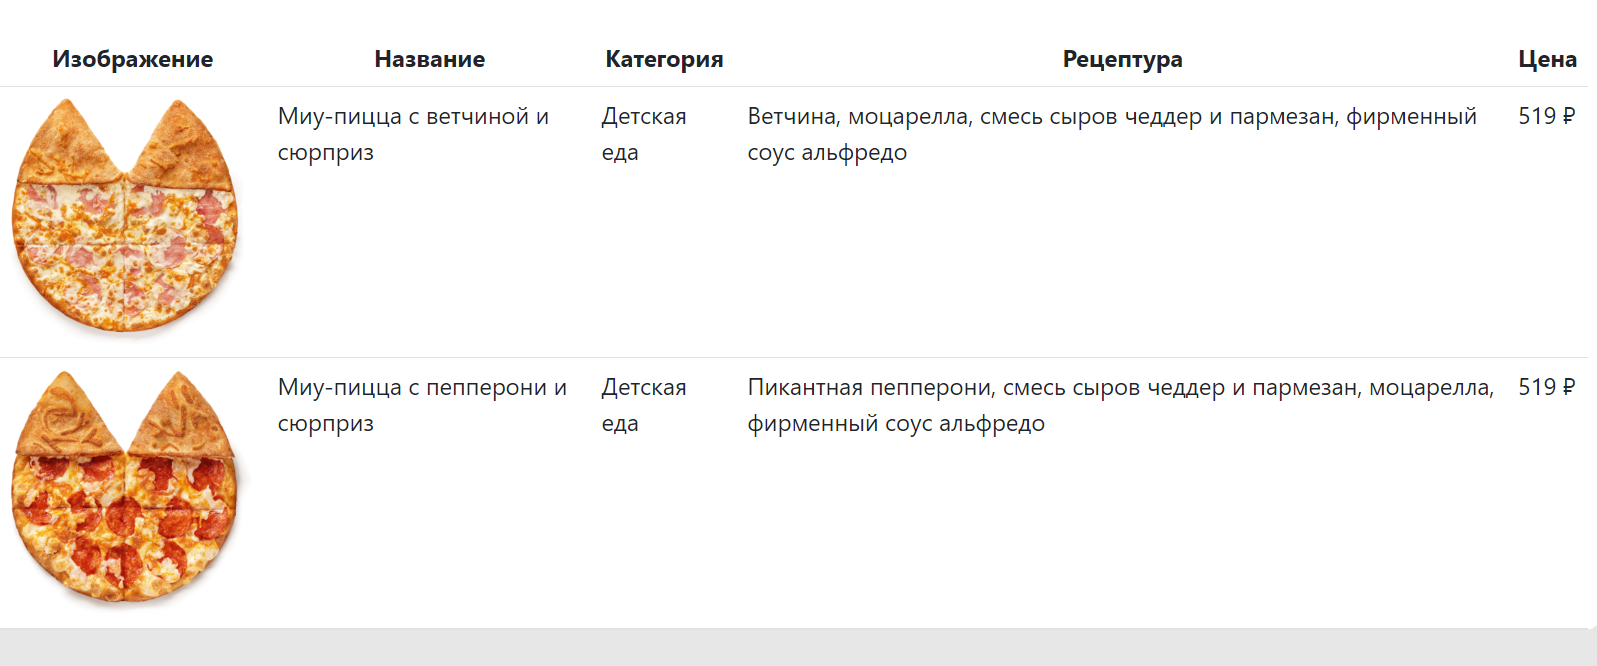 Изображение Название Категория Рецептура Цена
Миу-пицца с ветчиной и
сюрприз
Детская
еда
Ветчина, моцарелла, смесь сыров чеддер и пармезан, фирменный
соус альфредо
519 ₽
Миу-пицца с пепперони и
сюрприз
Детская
еда
Пикантная пепперони, смесь сыров чеддер и пармезан, моцарелла,
фирменный соус альфредо
519 ₽